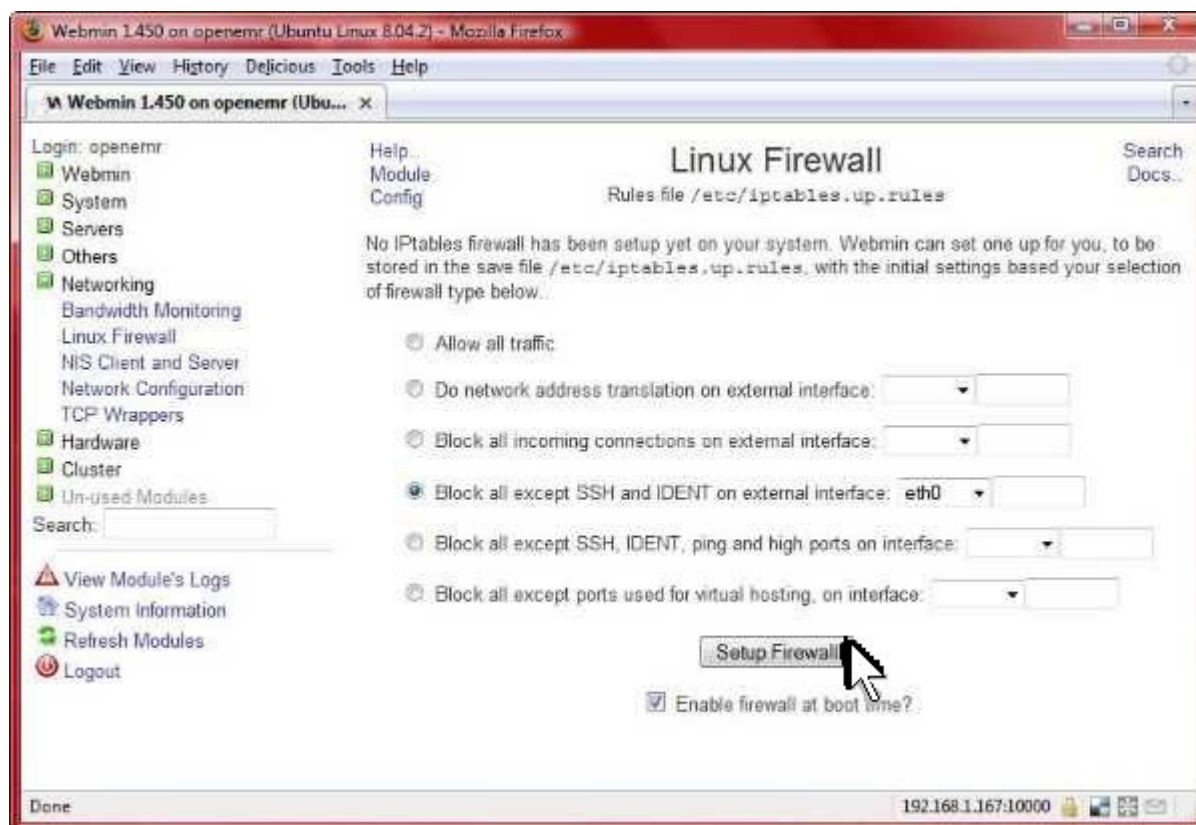 Webmin 1.450 on openemr (Ubuntu Linux 8.04.2) - Mozilla Firefox
File Edit View History Delicious Tools Help
Webmin 1.450 on openemr (Ubu...
Login: openemr
Webmin
System
Servers
Others
Networking
Bandwidth Monitoring
Linux Firewall
NIS Client and Server
Network Configuration
TCP Wrappers
Hardware
Cluster
Un-used Modules
Search:
View Module's Logs
System Information
Refresh Modules
Logout
Help..
Module
Config
Linux Firewall
Rules file /etc/iptables.up.rules
Search
Docs..
No IPtables firewall has been setup yet on your system. Webmin can set one up for you, to be
stored in the save file /etc/iptables.up.rules, with the initial settings based your selection
of firewall type below..
Allow all traffic
Do network address translation on external interface:
Block all incoming connections on external interface:
Block all except SSH and IDENT on external interface: eth0
Block all except SSH, IDENT, ping and high ports on interface:
Block all except ports used for virtual hosting, on interface:
Setup Firewall
Enable firewall at boot time?
Done
192.168.1.167:10000